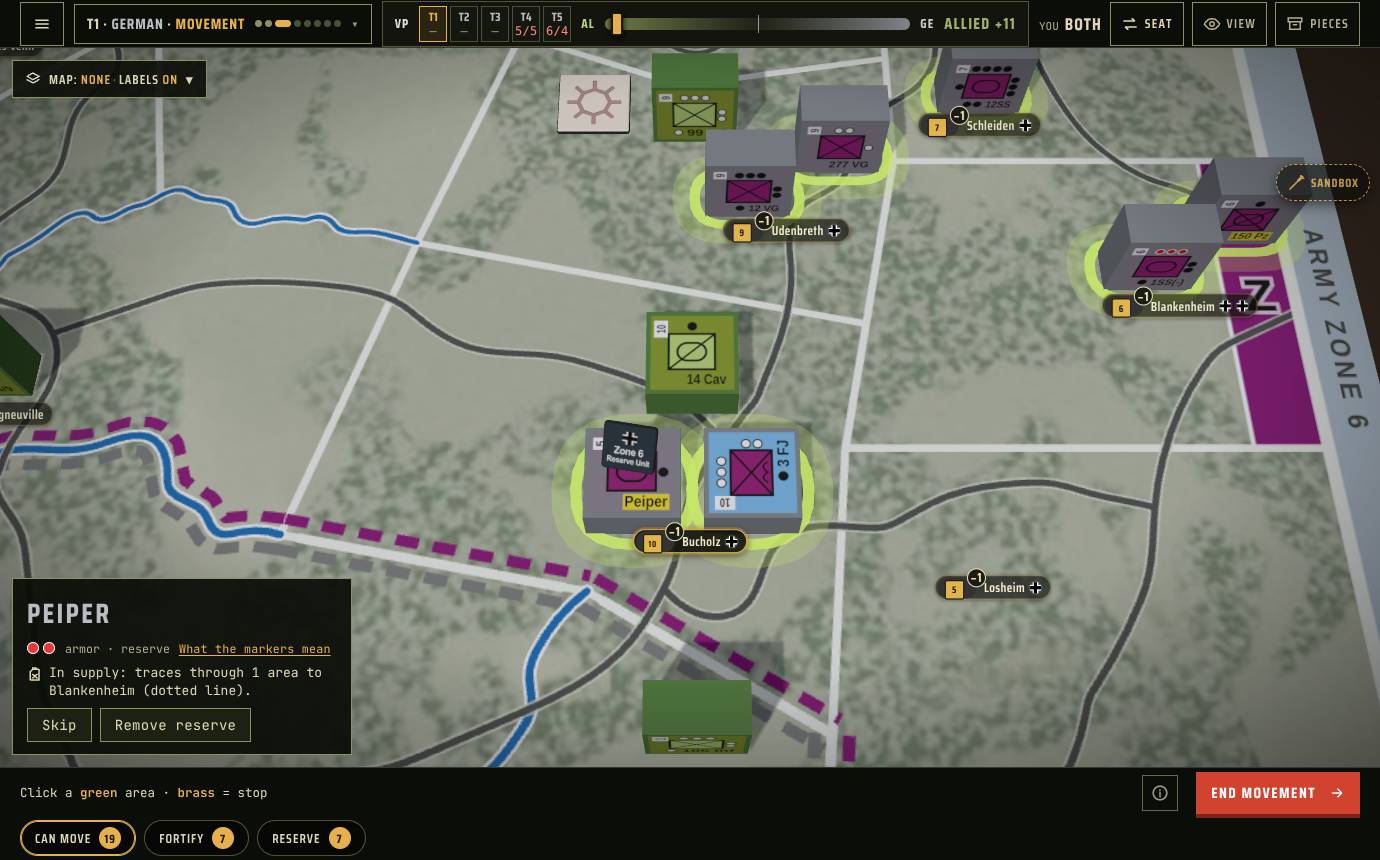 T1 · GERMAN · MOVEMENT
VP
T1 –
T2 –
T3 –
T4 5/5
T5 6/4
AL
GE
ALLIED +11
YOU BOTH
SEAT
VIEW
PIECES
MAP: NONE · LABELS ON
SANDBOX
99
277 VG
12 VG
9 -1 Udenbreth
12SS
7 -1 Schleiden
150 Pz
1SS(-)
6 -1 Blankenheim
Z
ARMY ZONE 6
10
14 Cav
gneuville
Zone 6
Reserve Unit
Peiper
3 FJ
10
10 -1 Bucholz
5 -1 Losheim
PEIPER
armor · reserve What the markers mean
In supply: traces through 1 area to
Blankenheim (dotted line).
Skip
Remove reserve
Click a green area · brass = stop
END MOVEMENT
CAN MOVE 19
FORTIFY 7
RESERVE 7